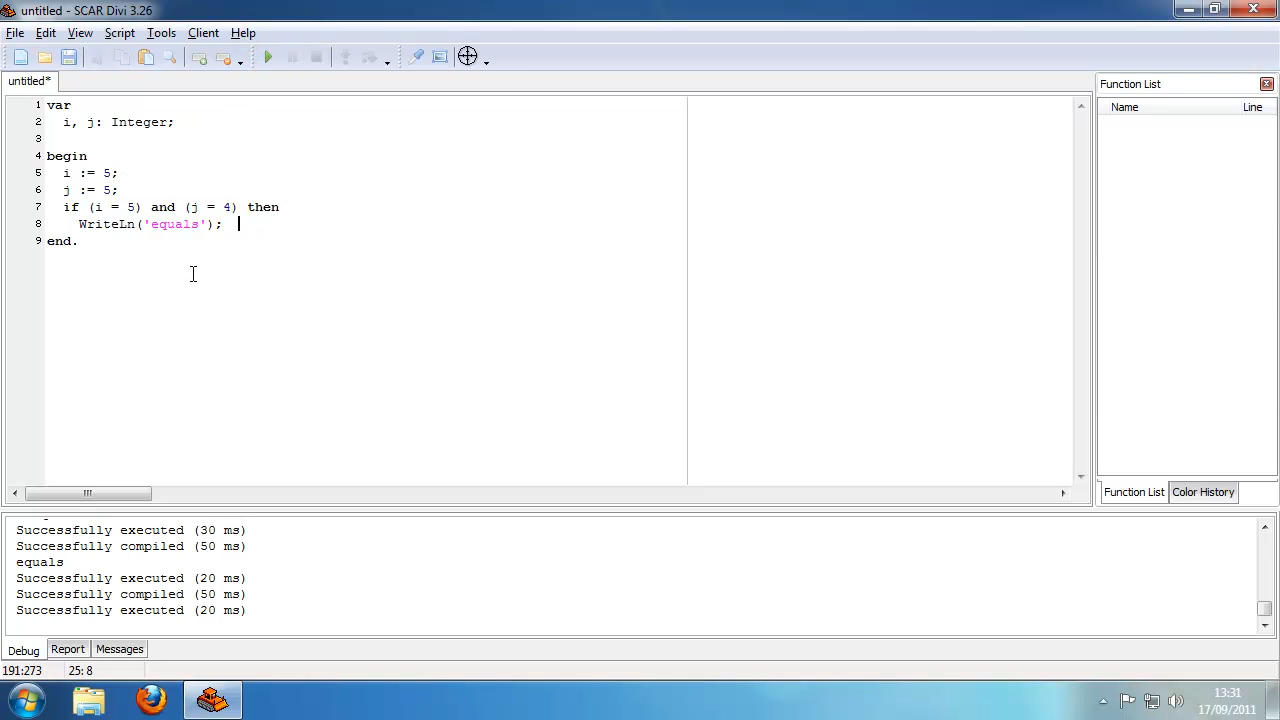 untitled - SCAR Divi 3.26
File Edit View Script Tools Client Help
untitled*
1 var
2 i, j: Integer;
3
4 begin
5 i := 5;
6 j := 5;
7 if (i = 5) and (j = 4) then
8 WriteLn('equals');
9 end.
Function List
Name Line
Function List Color History
Successfully executed (30 ms)
Successfully compiled (50 ms)
equals
Successfully executed (20 ms)
Successfully compiled (50 ms)
Successfully executed (20 ms)
Debug Report Messages
191:273 25: 8
13:31
17/09/2011